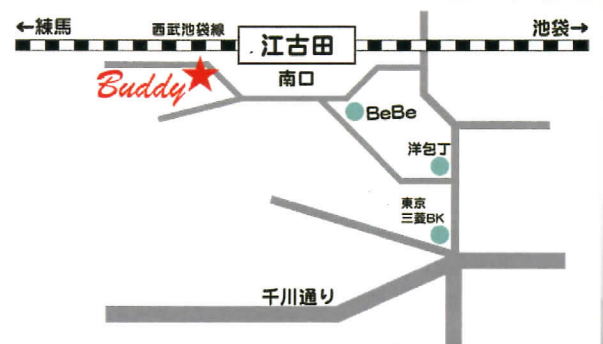 ←練馬
西武池袋線
江古田
池袋→
南口
Buddy
BeBe
洋包丁
東京
三菱BK
千川通り